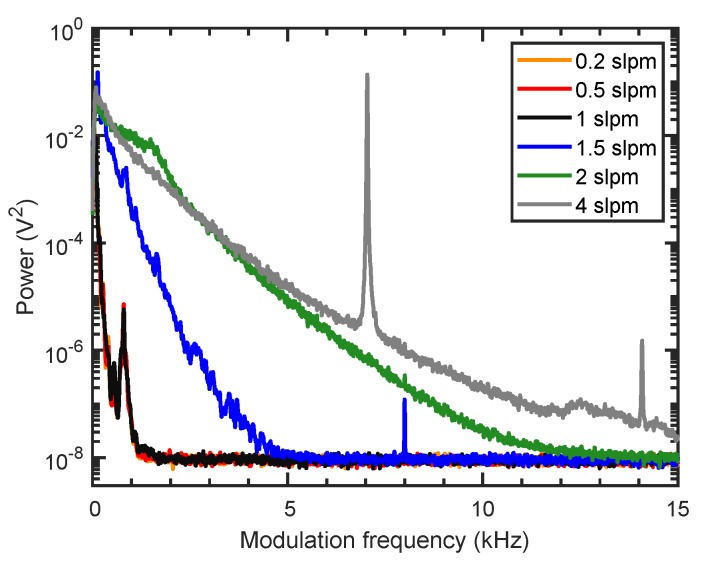 10^0
10^-2
10^-4
10^-6
10^-8
Power (V^2)
0.2 slpm
0.5 slpm
1 slpm
1.5 slpm
2 slpm
4 slpm
0 5 10 15
Modulation frequency (kHz)